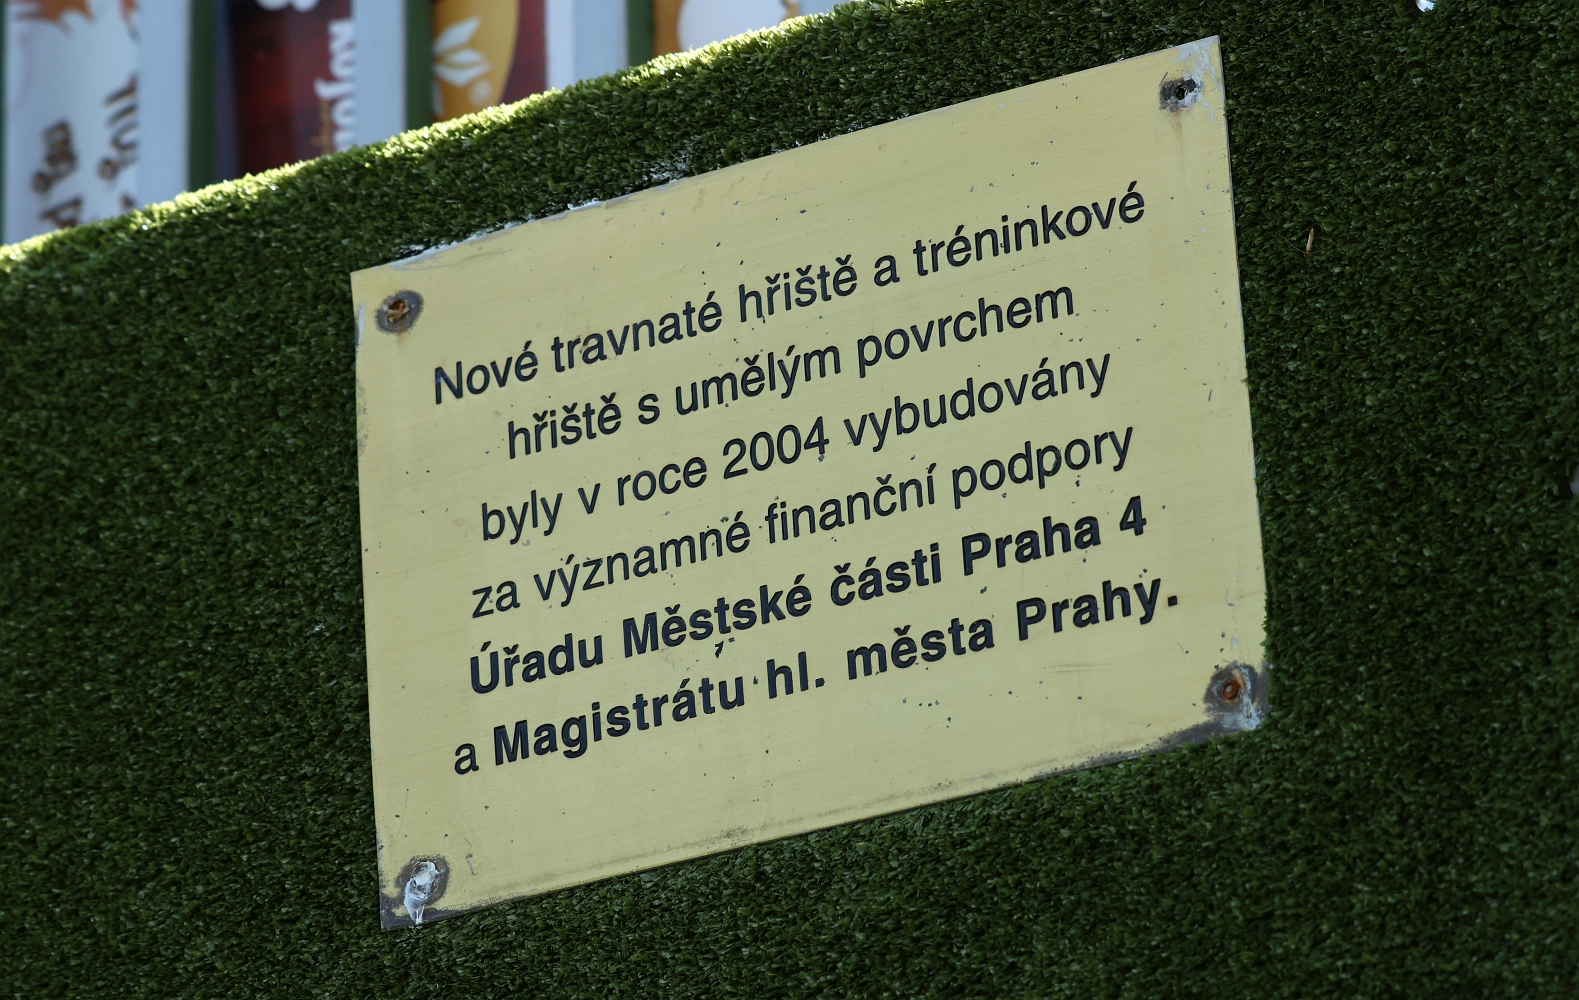 Nové travnaté hřiště a tréninkové
hřiště s umělým povrchem
byly v roce 2004 vybudovány
za významné finanční podpory
Úřadu Městské části Praha 4
a Magistrátu hl. města Prahy.